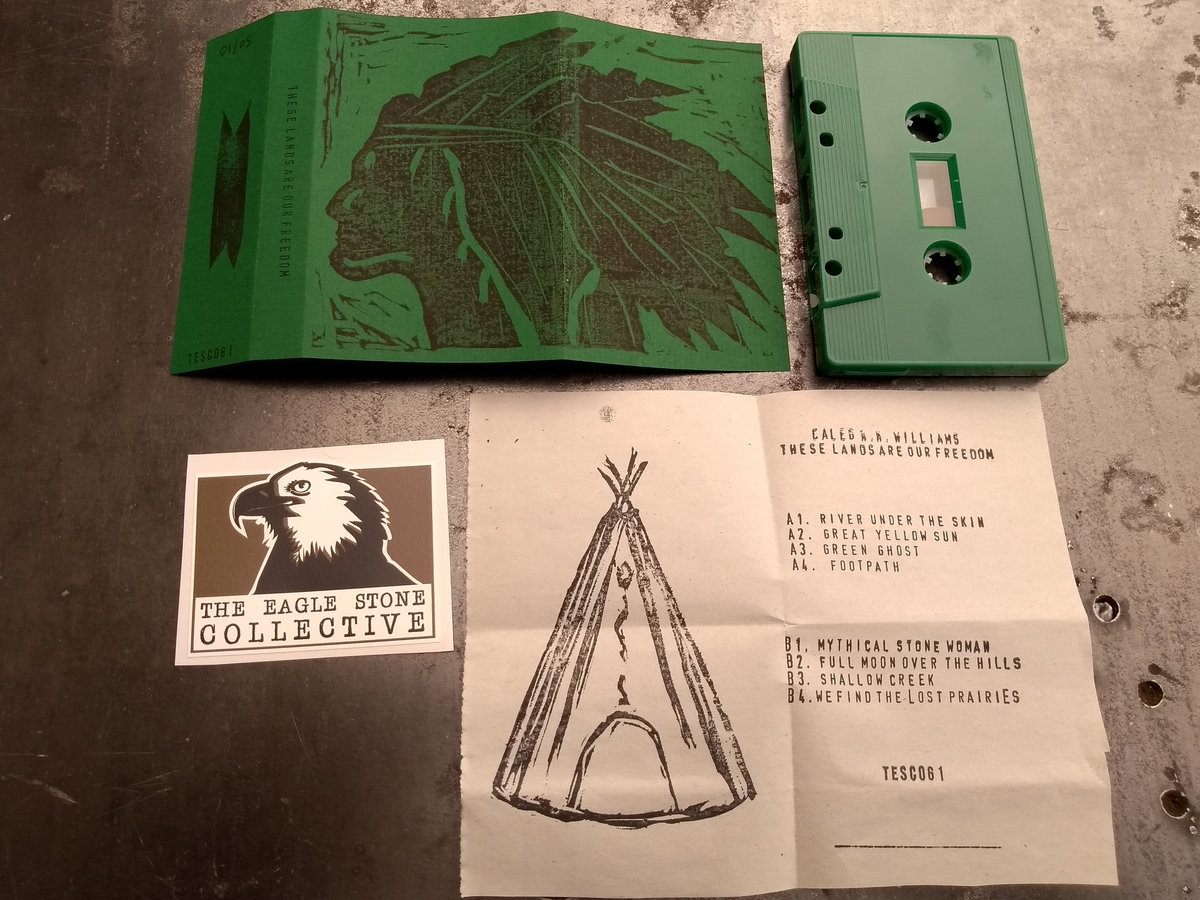 01/05
THESE LANDS ARE OUR FREEDOM
TESC061
THE EAGLE STONE
COLLECTIVE
CALEB R.K. WILLIAMS
THESE LANDS ARE OUR FREEDOM
A1. RIVER UNDER THE SKIN
A2. GREAT YELLOW SUN
A3. GREEN GHOST
A4. FOOTPATH
B1. MYTHICAL STONE WOMAN
B2. FULL MOON OVER THE HILLS
B3. SHALLOW CREEK
B4. WE FIND THE LOST PRAIRIES
TESC061